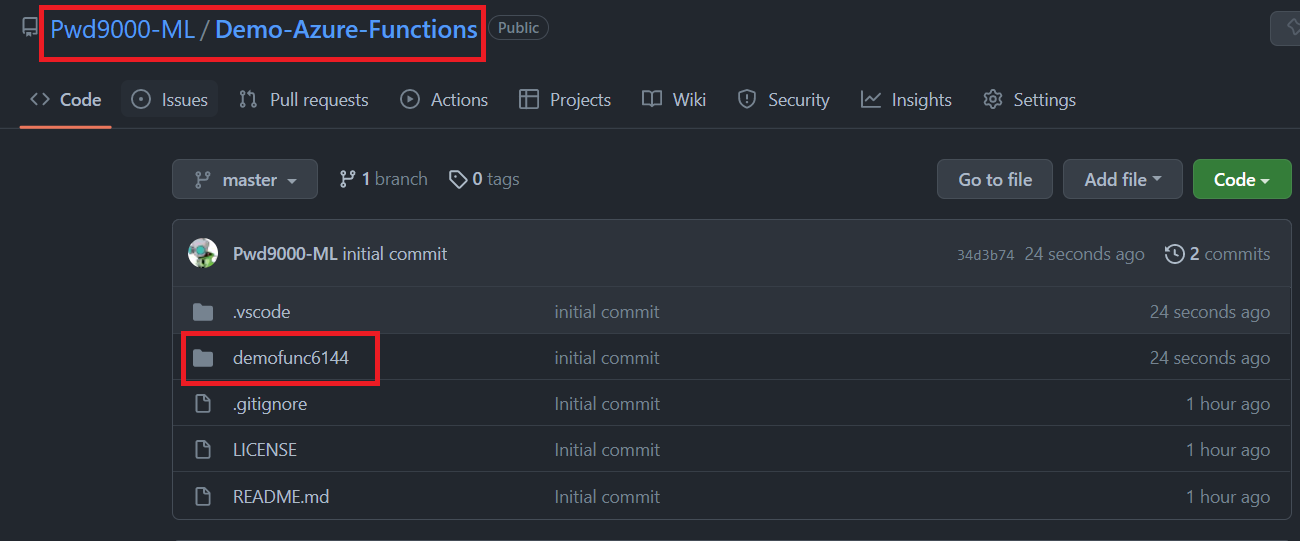 Pwd9000-ML / Demo-Azure-Functions Public
Code Issues Pull requests Actions Projects Wiki Security Insights Settings
master 1 branch 0 tags Go to file Add file Code
Pwd9000-ML initial commit 34d3b74 24 seconds ago 2 commits
.vscode initial commit 24 seconds ago
demofunc6144 initial commit 24 seconds ago
.gitignore Initial commit 1 hour ago
LICENSE Initial commit 1 hour ago
README.md Initial commit 1 hour ago